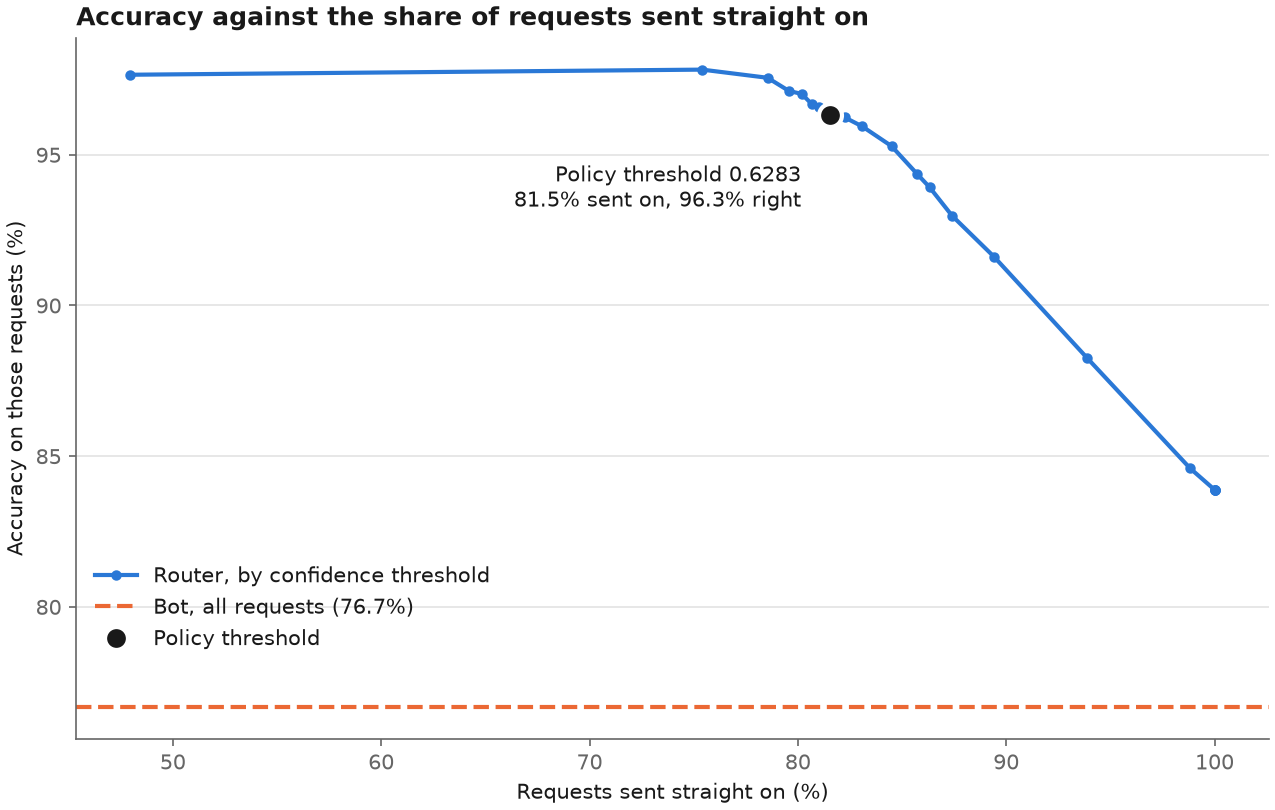 Accuracy against the share of requests sent straight on
Accuracy on those requests (%)
95
90
85
80
Policy threshold 0.6283
81.5% sent on, 96.3% right
Router, by confidence threshold
Bot, all requests (76.7%)
Policy threshold
50
60
70
80
90
100
Requests sent straight on (%)